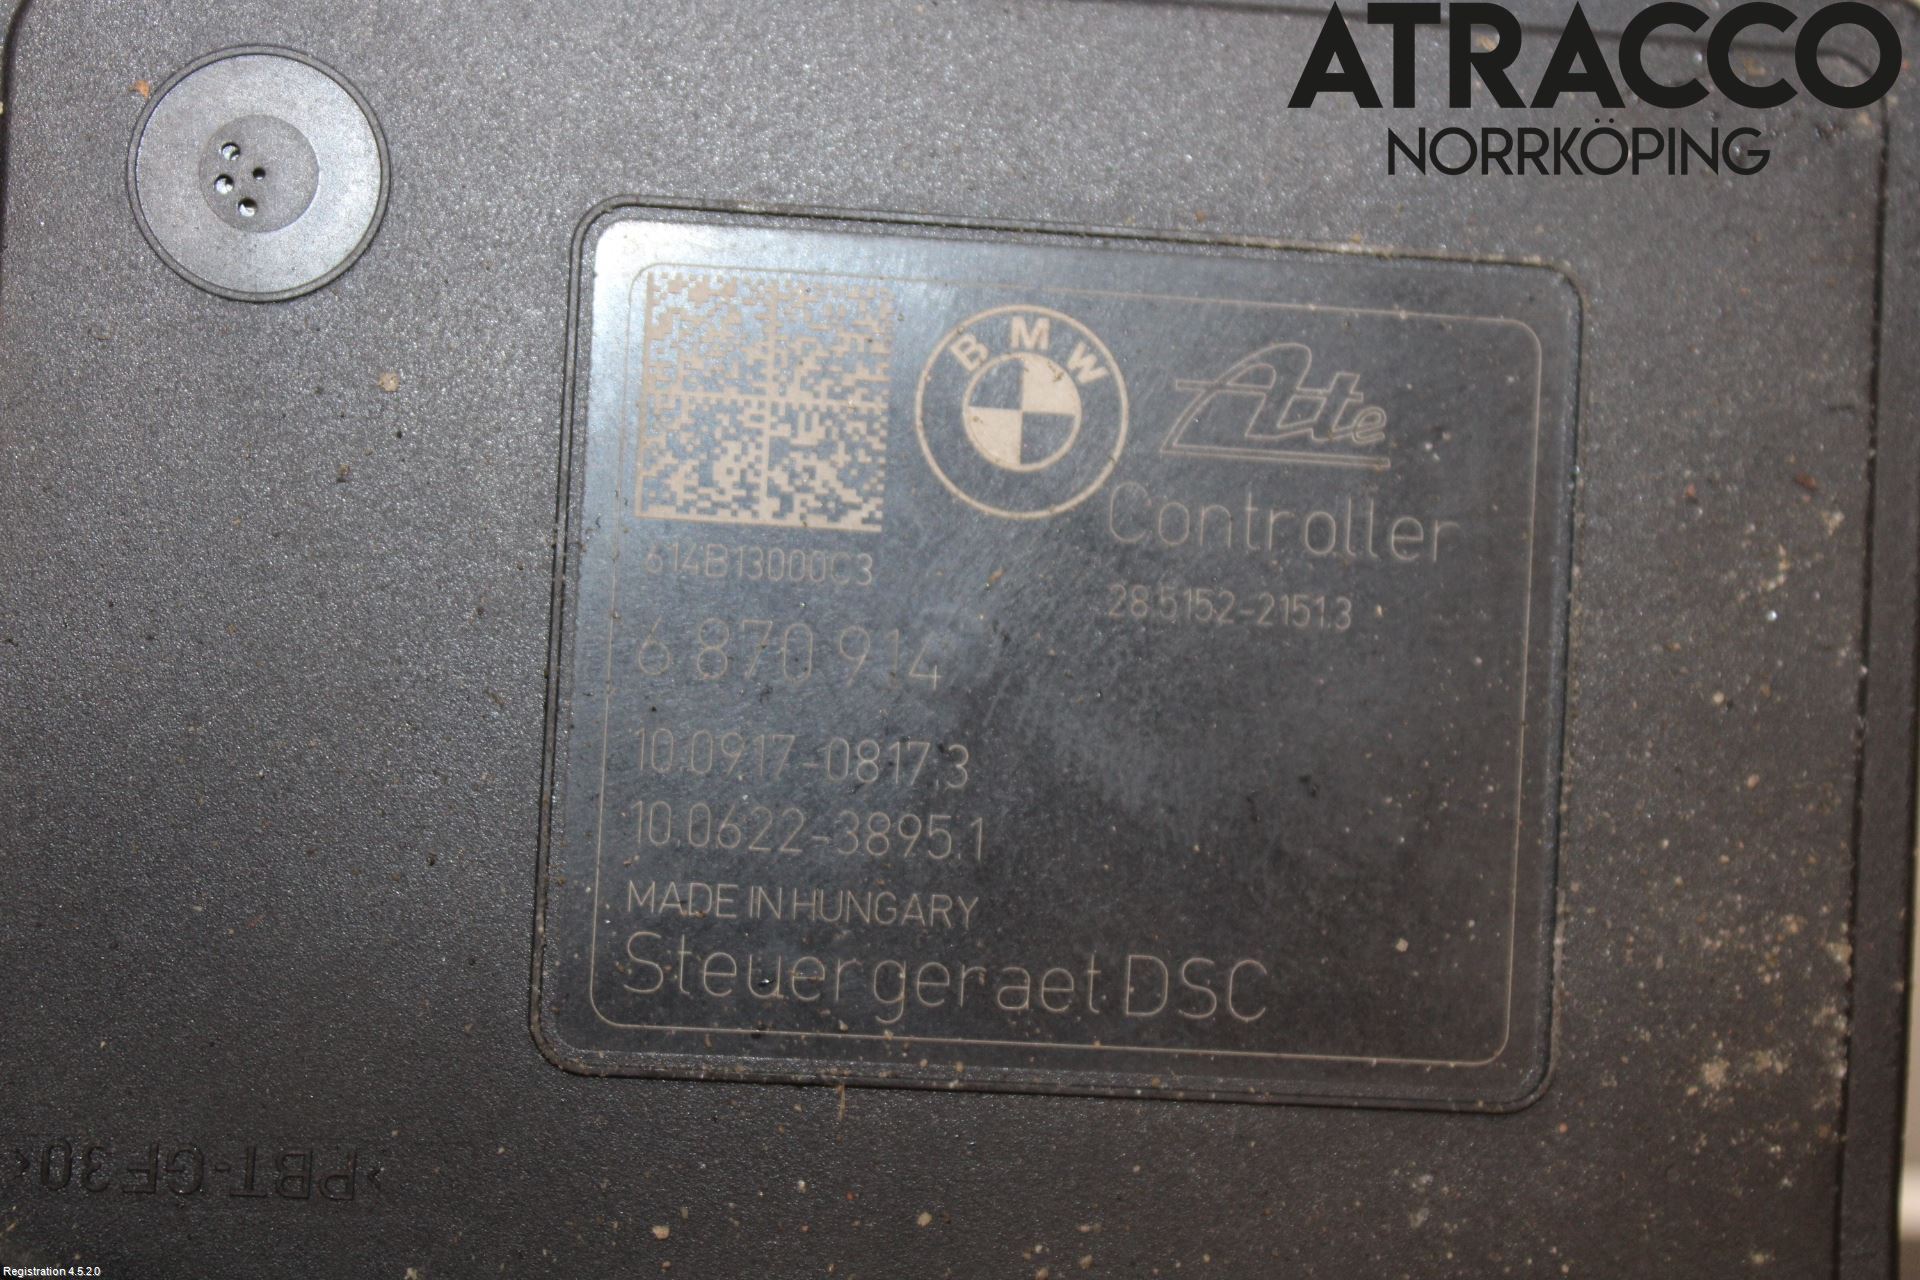 ATRACCO
NORRKÖPING
BMW
Ate
Controller
614B13000C3
28.5152-2151.3
6 870 914
10.0917-0817.3
10.0622-3895.1
MADE IN HUNGARY
Steuergeraet DSC
>PBT-GF30<
Registration 4.5.2.0